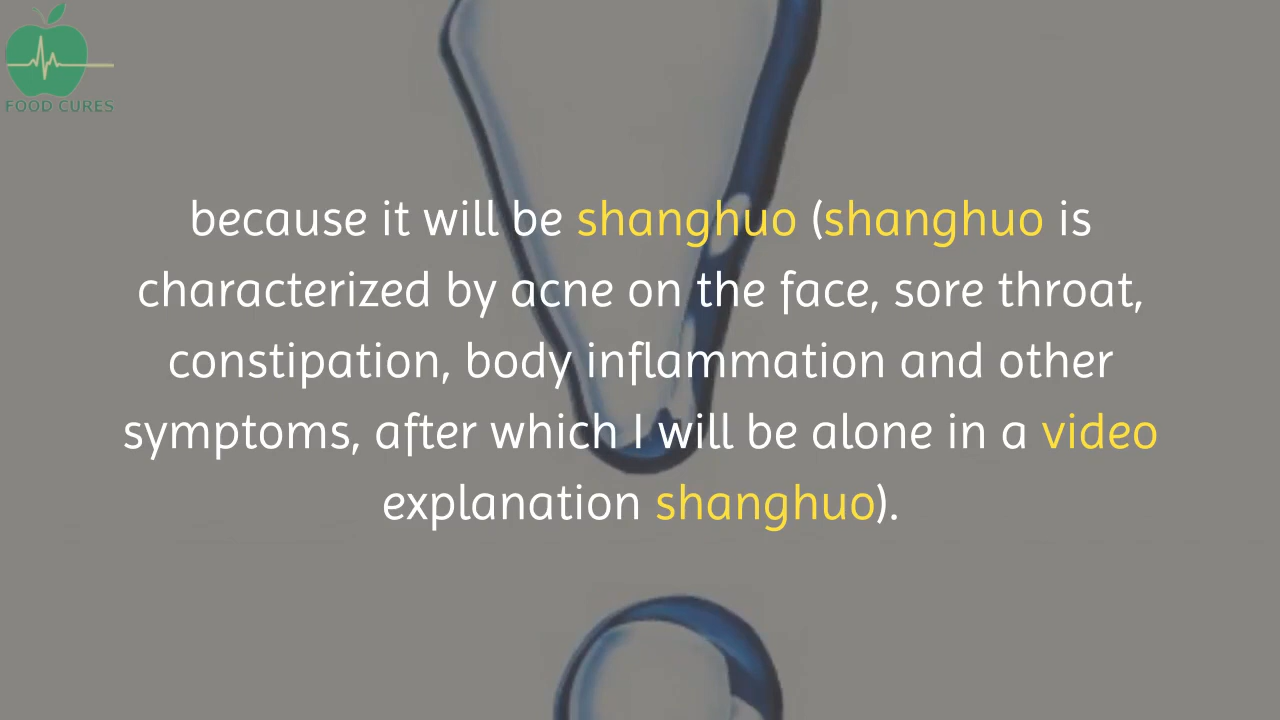 FOOD CURES
because it will be shanghuo (shanghuo is
characterized by acne on the face, sore throat,
constipation, body inflammation and other
symptoms, after which I will be alone in a video
explanation shanghuo).